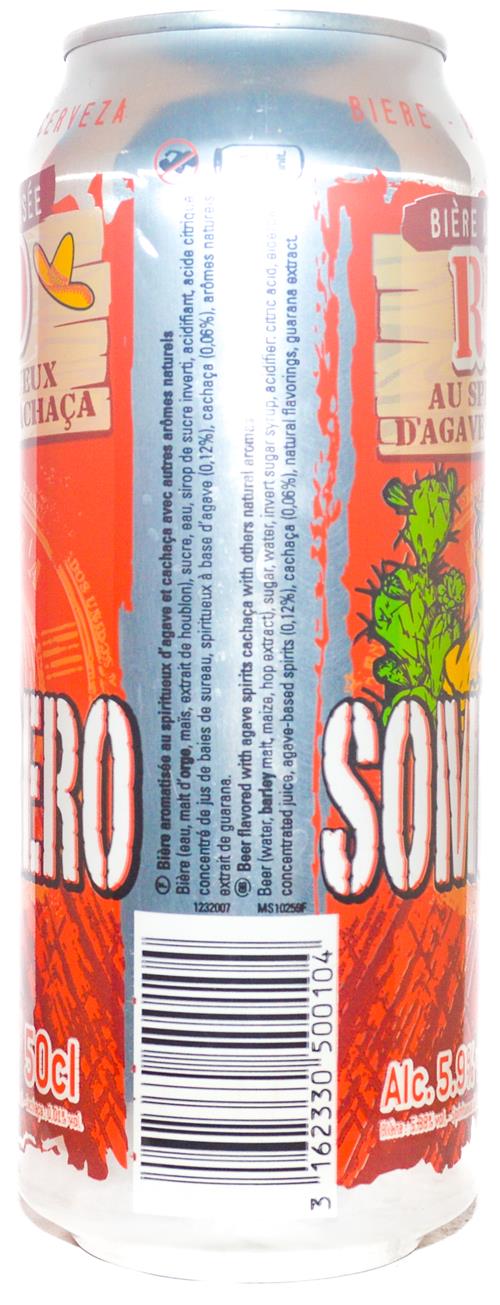 CERVEZA
BIERE -
SÉE
EUX
CHAÇA
ERO
50cl
BIÈRE A
R
AU SP
D'AGAVE
SOM
Alc. 5.9%
Bière aromatisée au spiritueux d'agave et cachaça avec autres arômes naturels
Bière (eau, malt d'orge, maïs, extrait de houblon), sucre, eau, sirop de sucre inverti, acidifiant, acide citrique
concentré de jus de baies de sureau, spiritueux à base d'agave (0,12%), cachaça (0,06%), arômes naturels
extrait de guarana.
Beer flavored with agave spirits cachaça with others natural aromas
Beer (water, barley malt, maize, hop extract), sugar, water, invert sugar syrup, acidifier: citric acid,
concentrated juice, agave-based spirits (0,12%), cachaça (0,06%), natural flavorings, guarana extract
1232007
MS10259F
3 162330 500104